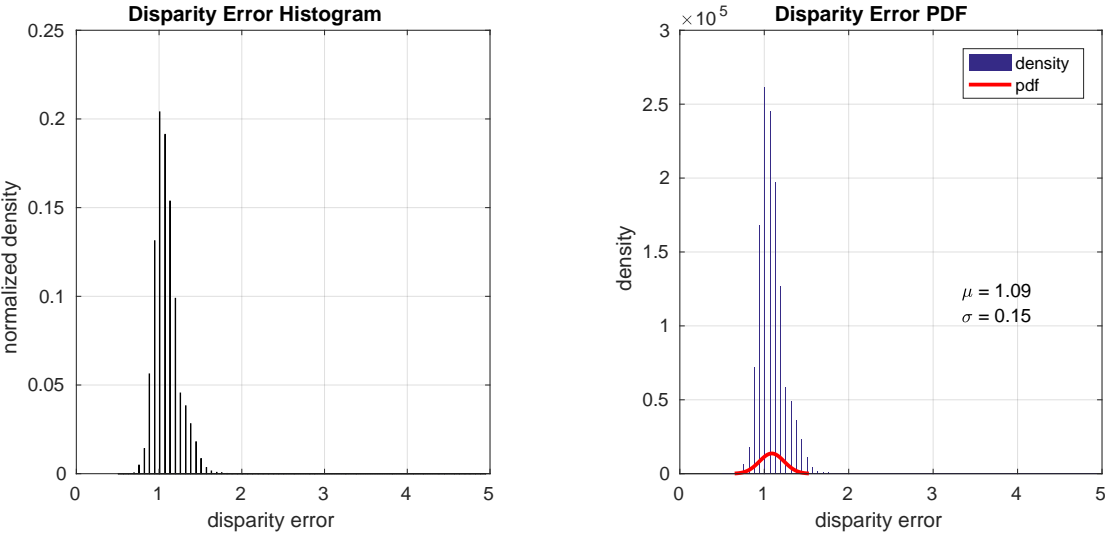 Disparity Error Histogram
0.25
0.2
0.15
0.1
0.05
0
normalized density
0 1 2 3 4 5
disparity error
Disparity Error PDF
×10 5
3
2.5
2
1.5
1
0.5
0
density
density
pdf
μ = 1.09
σ = 0.15
0 1 2 3 4 5
disparity error